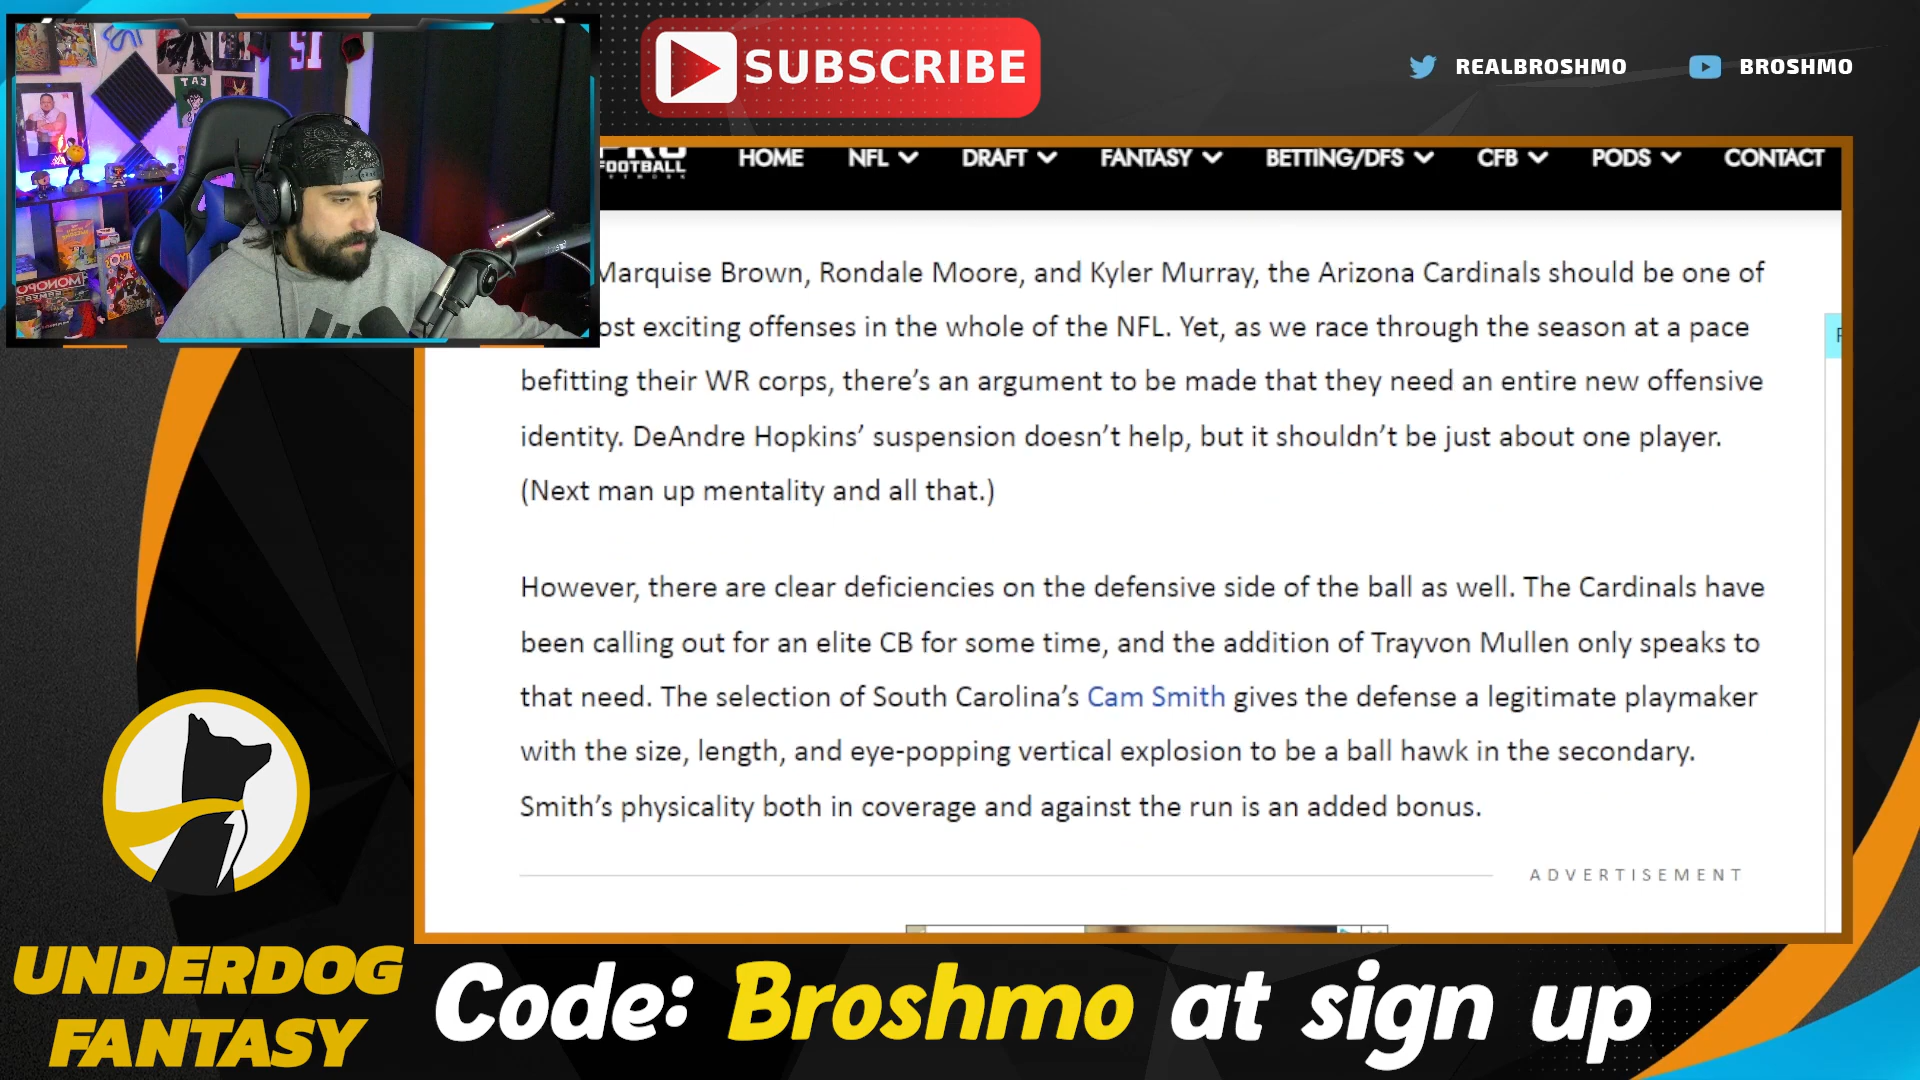 SUBSCRIBE
REALBROSHMO
BROSHMO
PRO
FOOTBALL
NETWORK
HOME
NFL
DRAFT
FANTASY
BETTING/DFS
CFB
PODS
CONTACT
Marquise Brown, Rondale Moore, and Kyler Murray, the Arizona Cardinals should be one of
ost exciting offenses in the whole of the NFL. Yet, as we race through the season at a pace
befitting their WR corps, there’s an argument to be made that they need an entire new offensive
identity. DeAndre Hopkins’ suspension doesn’t help, but it shouldn’t be just about one player.
(Next man up mentality and all that.)
However, there are clear deficiencies on the defensive side of the ball as well. The Cardinals have
been calling out for an elite CB for some time, and the addition of Trayvon Mullen only speaks to
that need. The selection of South Carolina’s Cam Smith gives the defense a legitimate playmaker
with the size, length, and eye-popping vertical explosion to be a ball hawk in the secondary.
Smith’s physicality both in coverage and against the run is an added bonus.
ADVERTISEMENT
MONOPOLY
UNDERDOG
FANTASY
Code: Broshmo at sign up